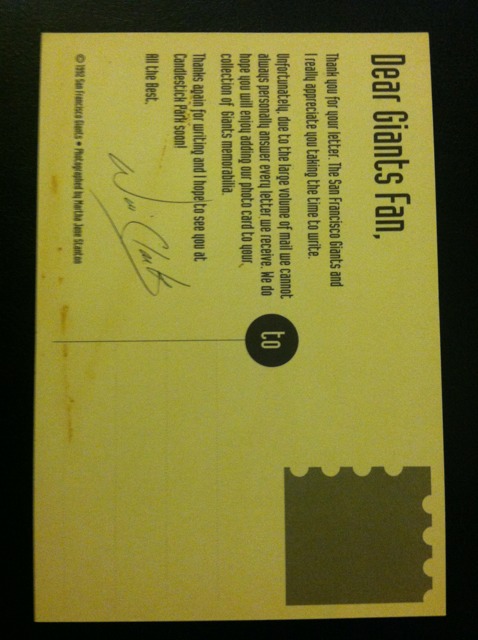 Dear Giants Fan,
Thank you for your letter. The San Francisco Giants and
I really appreciate you taking the time to write.
Unfortunately, due to the large volume of mail we cannot
always personally answer every letter we receive. We do
hope you will enjoy adding our photo card to your
collection of Giants memorabilia.
Thanks again for writing and I hope to see you at
Candlestick Park soon!
All the Best,
Will Clark
© 1992 San Francisco Giants • Photographed by Martha Jane Stanton
to